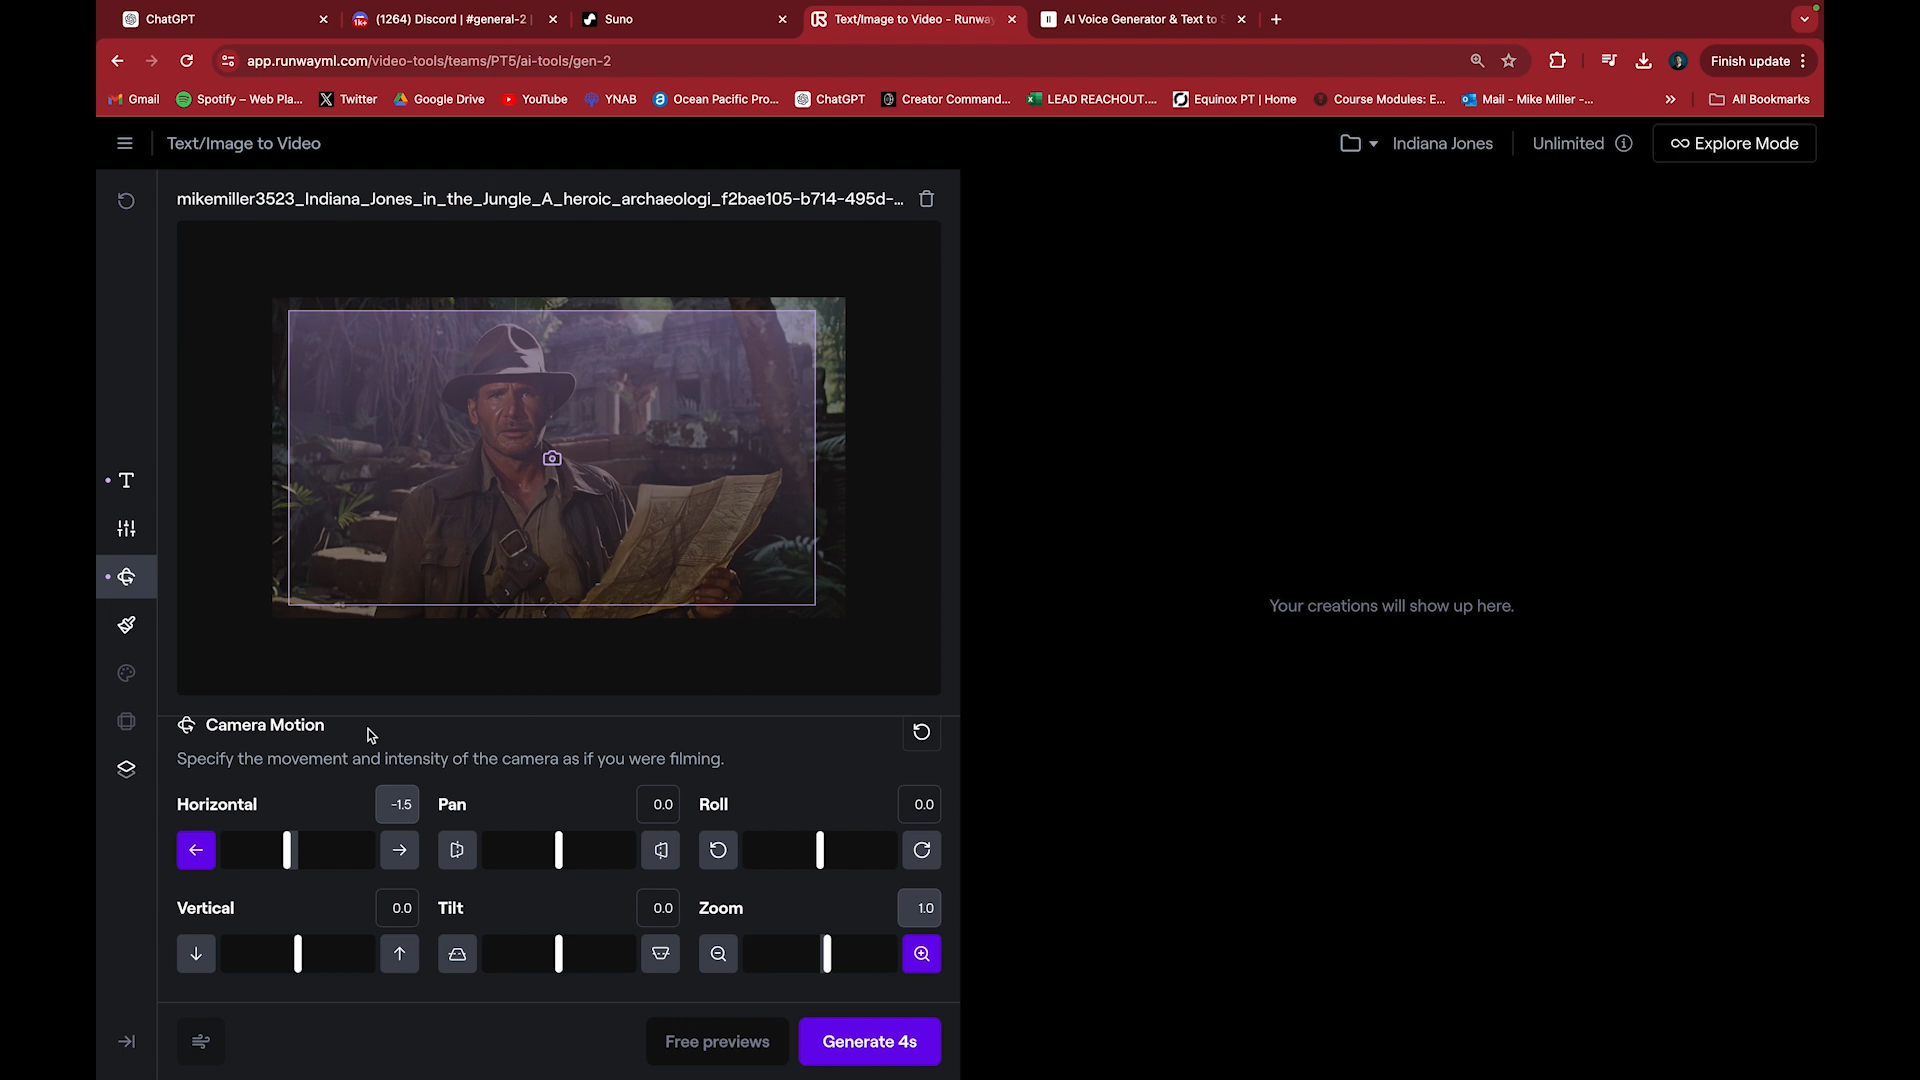 ChatGPT
(1264) Discord | #general-2 |
Suno
Text/Image to Video - Runway
AI Voice Generator & Text to S
app.runwayml.com/video-tools/teams/PT5/ai-tools/gen-2
Finish update
Gmail
Spotify – Web Pla...
Twitter
Google Drive
YouTube
YNAB
Ocean Pacific Pro...
ChatGPT
Creator Command...
LEAD REACHOUT....
Equinox PT | Home
Course Modules: E...
Mail - Mike Miller -...
All Bookmarks
Text/Image to Video
Indiana Jones
Unlimited
Explore Mode
mikemiller3523_Indiana_Jones_in_the_Jungle_A_heroic_archaeologi_f2bae105-b714-495d-...
Your creations will show up here.
Camera Motion
Specify the movement and intensity of the camera as if you were filming.
Horizontal -1.5 Pan 0.0 Roll 0.0
Vertical 0.0 Tilt 0.0 Zoom 1.0
Free previews
Generate 4s